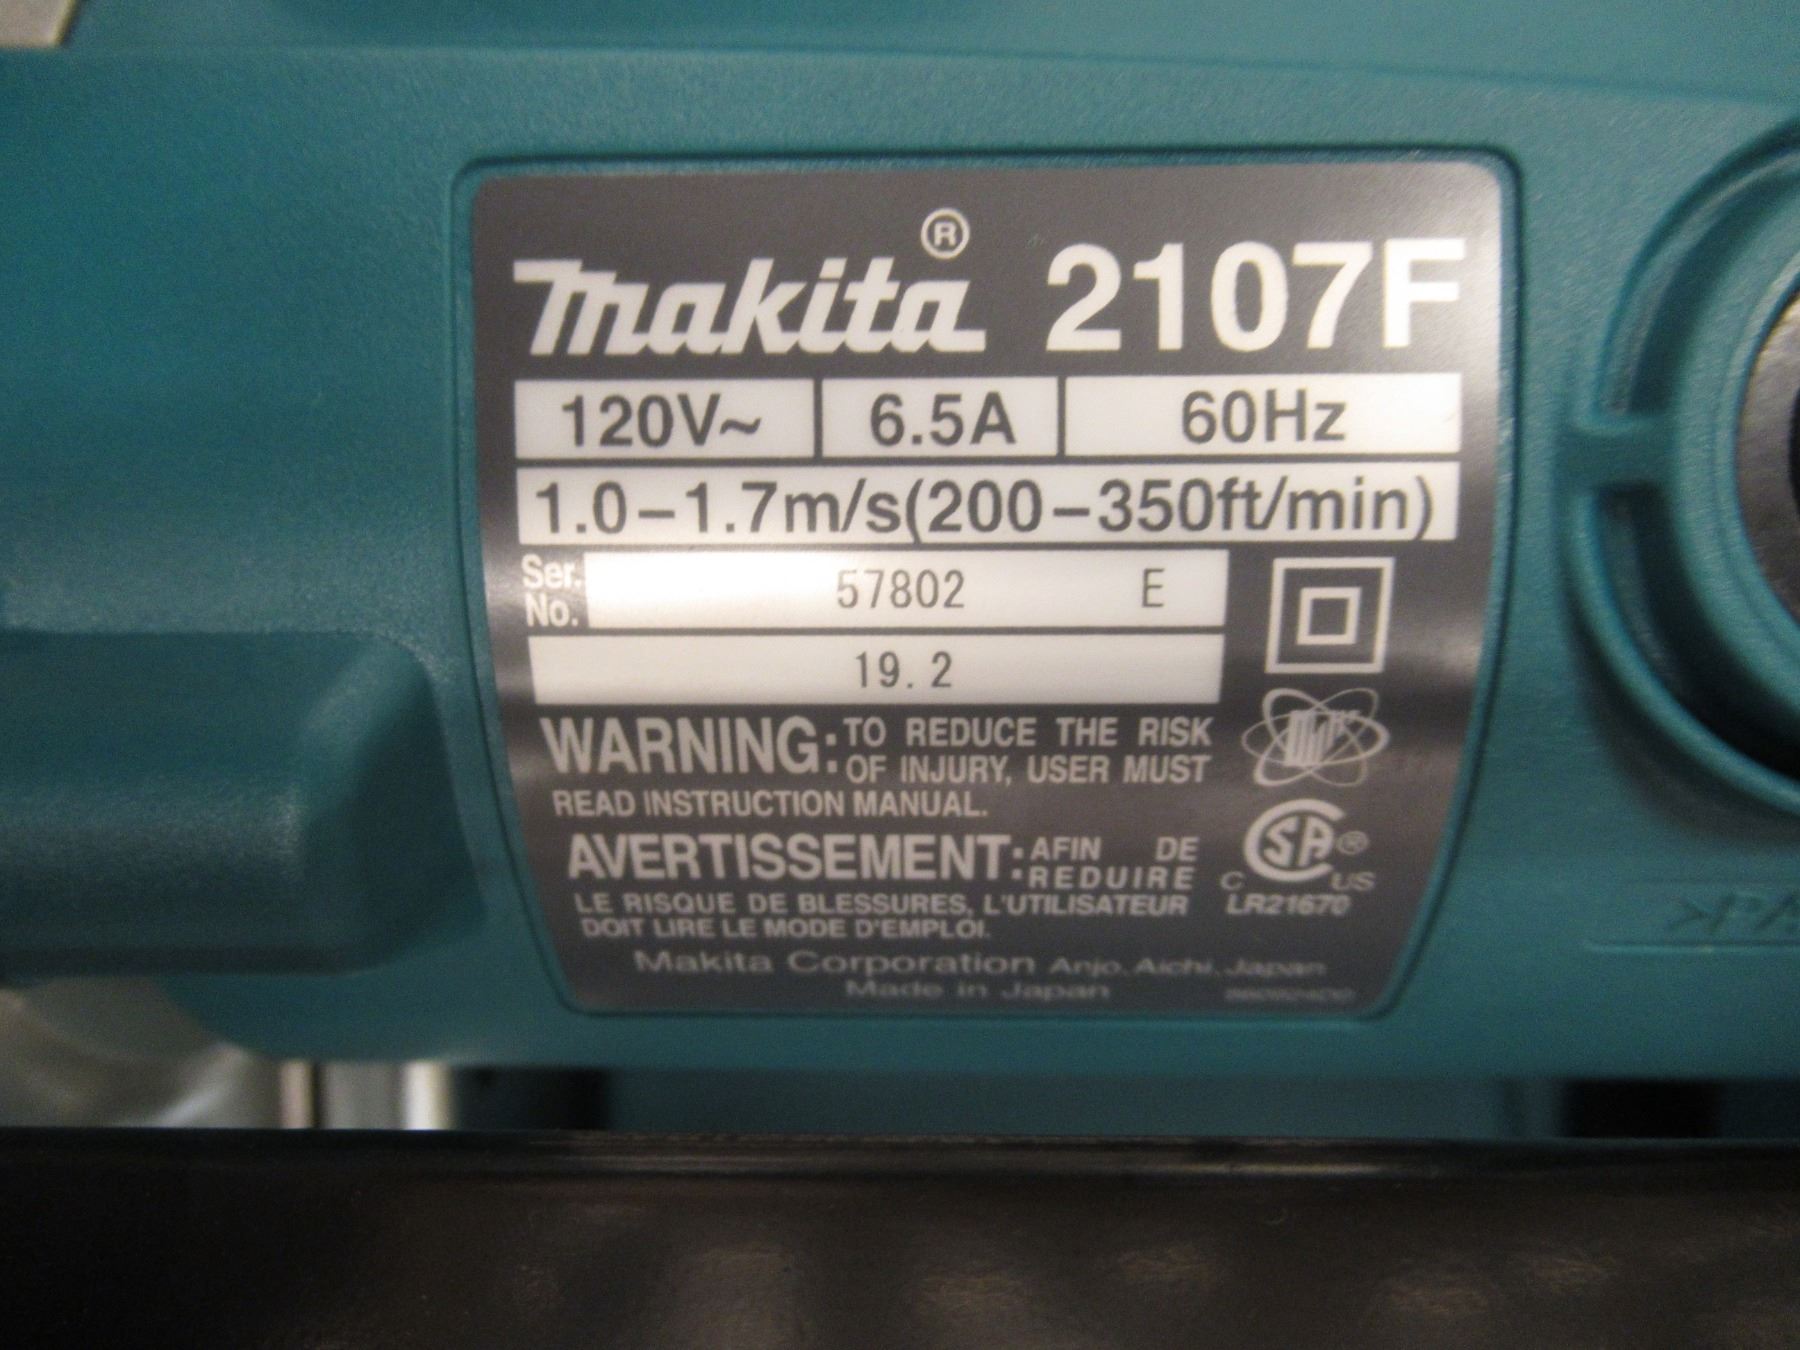 Makita® 2107F
120V~ 6.5A 60Hz
1.0–1.7m/s(200–350ft/min)
Ser. No. 57802 E
19.2
WARNING: TO REDUCE THE RISK
OF INJURY, USER MUST
READ INSTRUCTION MANUAL.
AVERTISSEMENT: AFIN DE
REDUIRE
LE RISQUE DE BLESSURES, L'UTILISATEUR
DOIT LIRE LE MODE D'EMPLOI.
C SA® US
LR21670
Makita Corporation Anjo, Aichi, Japan
Made in Japan
>PA